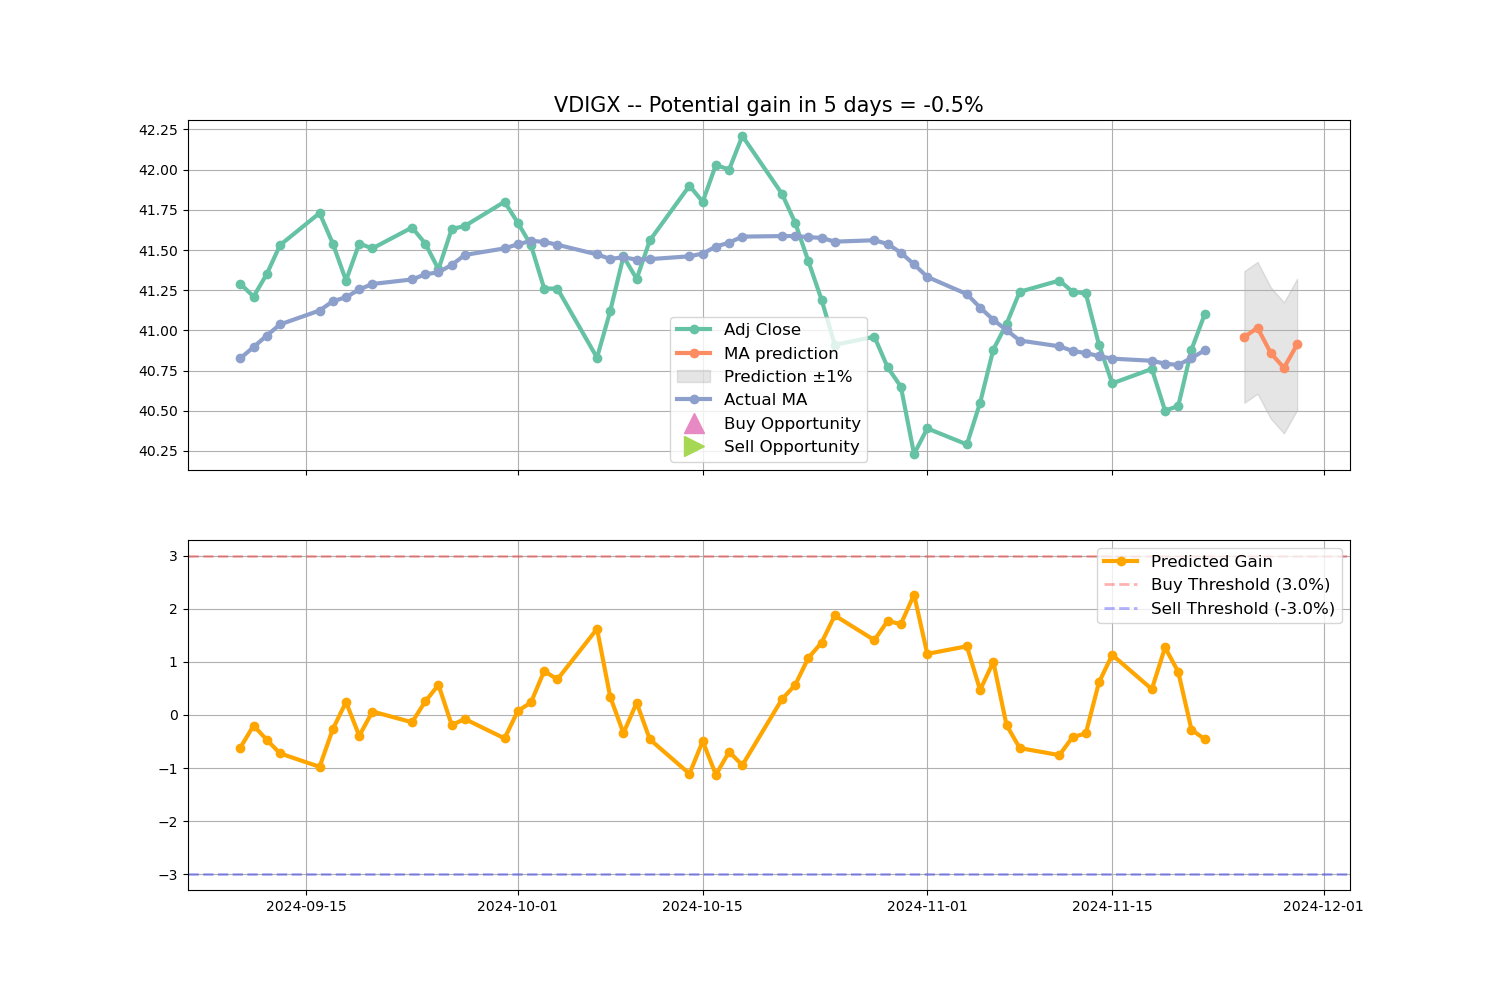 VDIGX -- Potential gain in 5 days = -0.5%
42.25
42.00
41.75
41.50
41.25
41.00
40.75
40.50
40.25
Adj Close
MA prediction
Prediction ±1%
Actual MA
Buy Opportunity
Sell Opportunity
3
2
1
0
−1
−2
−3
Predicted Gain
Buy Threshold (3.0%)
Sell Threshold (-3.0%)
2024-09-15 2024-10-01 2024-10-15 2024-11-01 2024-11-15 2024-12-01